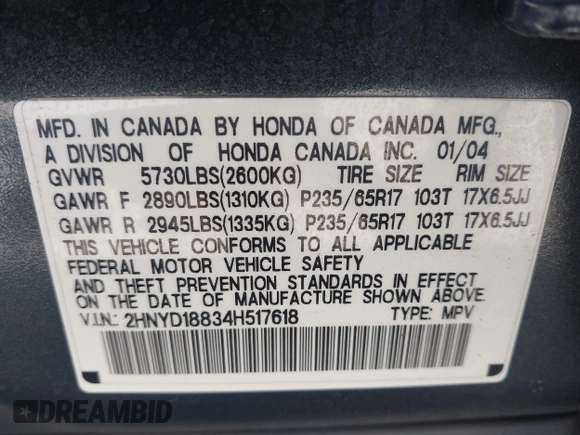 MFD. IN CANADA BY HONDA OF CANADA MFG.,
A DIVISION OF HONDA CANADA INC. 01/04
GVWR 5730LBS(2600KG) TIRE SIZE RIM SIZE
GAWR F 2890LBS(1310KG) P235/65R17 103T 17X6.5JJ
GAWR R 2945LBS(1335KG) P235/65R17 103T 17X6.5JJ
THIS VEHICLE CONFORMS TO ALL APPLICABLE
FEDERAL MOTOR VEHICLE SAFETY
AND THEFT PREVENTION STANDARDS IN EFFECT
ON THE DATE OF MANUFACTURE SHOWN ABOVE.
V.I.N.: 2HNYD18834H517618 TYPE: MPV
DREAMBID